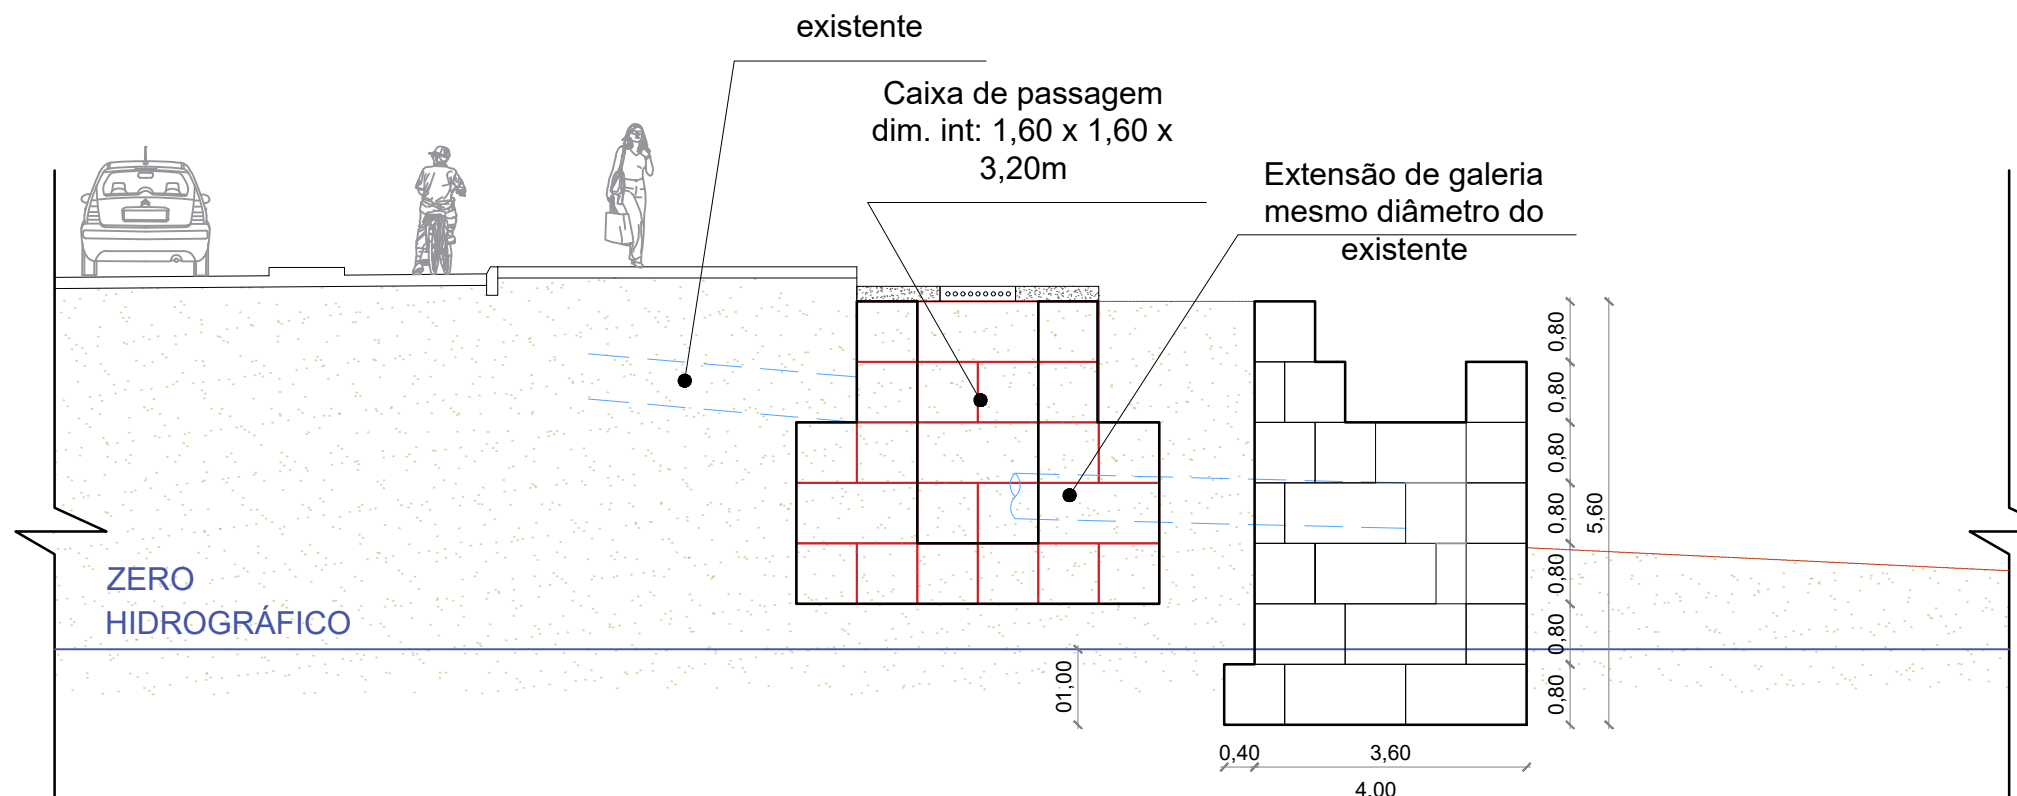 existente
Caixa de passagem
dim. int: 1,60 x 1,60 x
3,20m
Extensão de galeria
mesmo diâmetro do
existente
0,80
0,80
0,80
0,80
0,80
0,80
0,80
5,60
ZERO
HIDROGRÁFICO
01,00
0,40
3,60
4,00